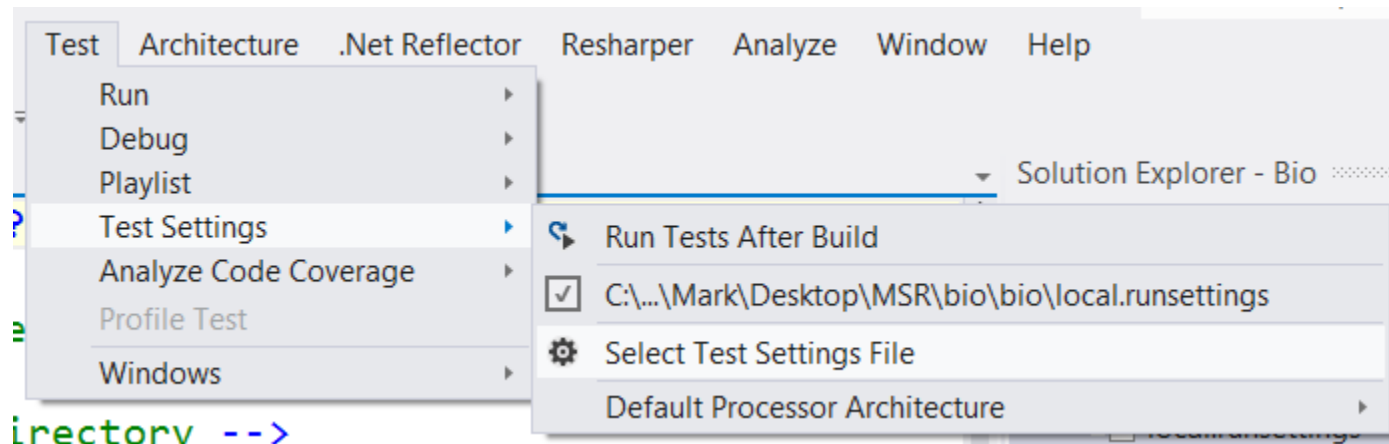 Test Architecture .Net Reflector Resharper Analyze Window Help
Run
Debug
Playlist
Solution Explorer - Bio
?
Test Settings
Run Tests After Build
Analyze Code Coverage
C:\...\Mark\Desktop\MSR\bio\bio\local.runsettings
Profile Test
e
Select Test Settings File
Windows
Default Processor Architecture
irectory -->
local.runsettings